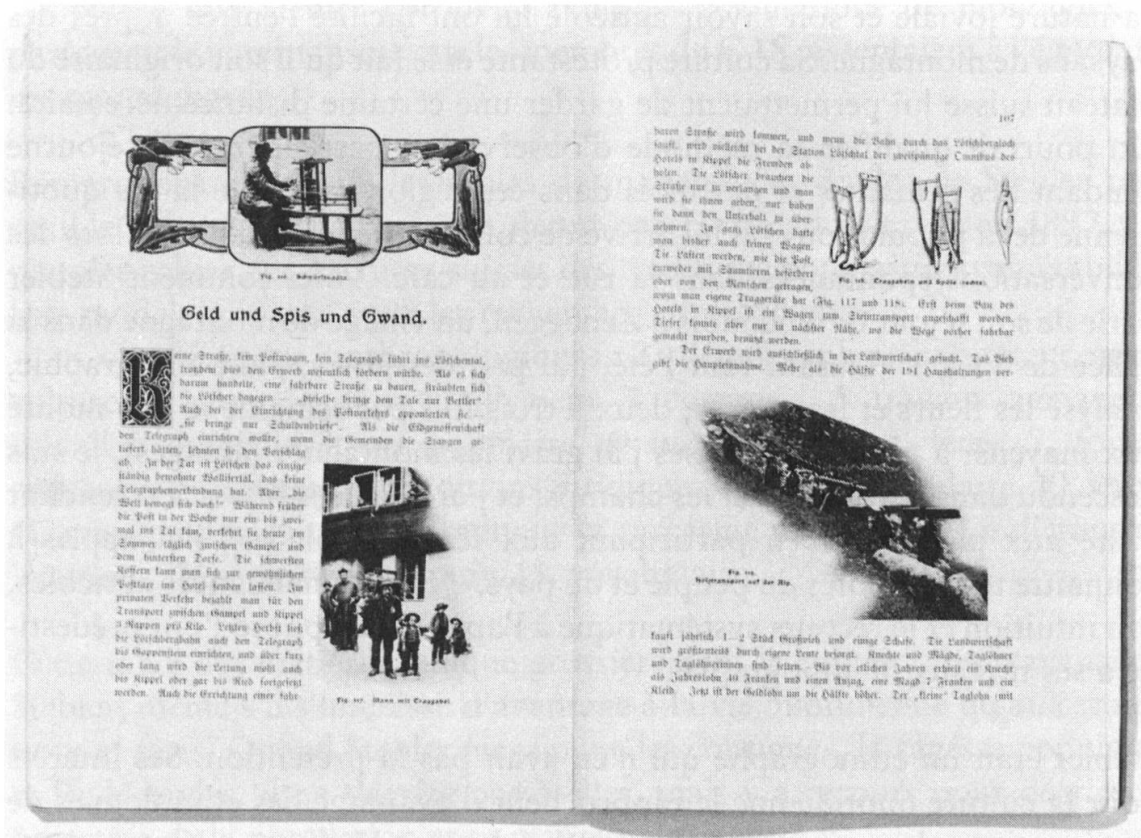 Fig. 116. Schwarbmaden.
Geld und Spis und Gwand.
Keine Straße, kein Postwagen, kein Telegraph führt ins Lötschental,
trotzdem dies den Erwerb wesentlich fördern würde. Als es sich
darum handelte, eine fahrbare Straße zu bauen, sträubten sich
die Lötscher dagegen — „dieselbe bringe dem Tale nur Bettler“.
Auch bei der Einrichtung des Postverkehrs opponierten sie:
„sie bringe nur Schuldenbriefe“. Als die Eidgenossenschaft
den Telegraph einrichten wollte, wenn die Gemeinden die Stangen ge-
liefert hätten, lehnten sie den Vorschlag
ab. In der Tat ist Lötschen das einzige
ständig bewohnte Wallisertal, das keine
Telegraphenverbindung hat. Aber „die
Welt bewegt sich doch!“ Während früher
die Post in der Woche nur ein bis zwei-
mal ins Tal kam, verkehrt sie heute im
Sommer täglich zwischen Gampel und
dem hintersten Dorfe. Die schwersten
Koffern kann man sich zur gewöhnlichen
Posttaxe ins Hotel senden lassen. Im
privaten Verkehr bezahlt man für den
Transport zwischen Gampel und Kippel
Rappen pro Kilo. Letzten Herbst ließ
die Lötschbergbahn auch den Telegraph
bis Goppenstein einrichten, und über kurz
oder lang wird die Leitung wohl auch
bis Kippel oder gar bis Ried fortgesetzt
werden. Auch die Errichtung einer fahr-
Mann mit Traggabel.
107
baren Straße wird kommen, und wenn die Bahn durch das Lötschbergloch
lauft, wird vielleicht bei der Station Lötschtal der zweispännige Omnibus des
Hotels in Kippel die Fremden ab-
holen. Die Lötscher brauchen die
Straße nur zu verlangen und man
wird sie ihnen geben, nur haben
sie dann den Unterhalt zu über-
nehmen. In ganz Lötschen hatte
man bisher auch keinen Wagen.
Die Lasten werden, wie die Post,
entweder mit Saumtieren befördert
oder von den Menschen getragen,
wozu man eigene Traggeräte hat (Fig. 117 und 118). Erst beim Bau des
Hotels in Kippel ist ein Wagen zum Steintransport angeschafft worden.
Dieser konnte aber nur in nächster Nähe, wo die Wege vorher fahrbar
gemacht wurden, benützt werden.
Der Erwerb wird ausschließlich in der Landwirtschaft gesucht. Das Vieh
gibt die Haupteinnahme. Mehr als die Hälfte der 181 Haushaltungen ver-
Holztransport auf der Alp.
kauft jährlich 1—2 Stück Großvieh und einige Schafe. Die Landwirtschaft
wird größtenteils durch eigene Leute besorgt. Knechte und Mägde, Taglöhner
und Taglöhnerinnen sind selten. Bis vor etlichen Jahren erhielt ein Knecht
als Jahreslohn Franken und einen Anzug, eine Magd Franken und ein
Kleid. Jetzt ist der Geldlohn um die Hälfte höher. Der „kleine“ Taglohn (mit